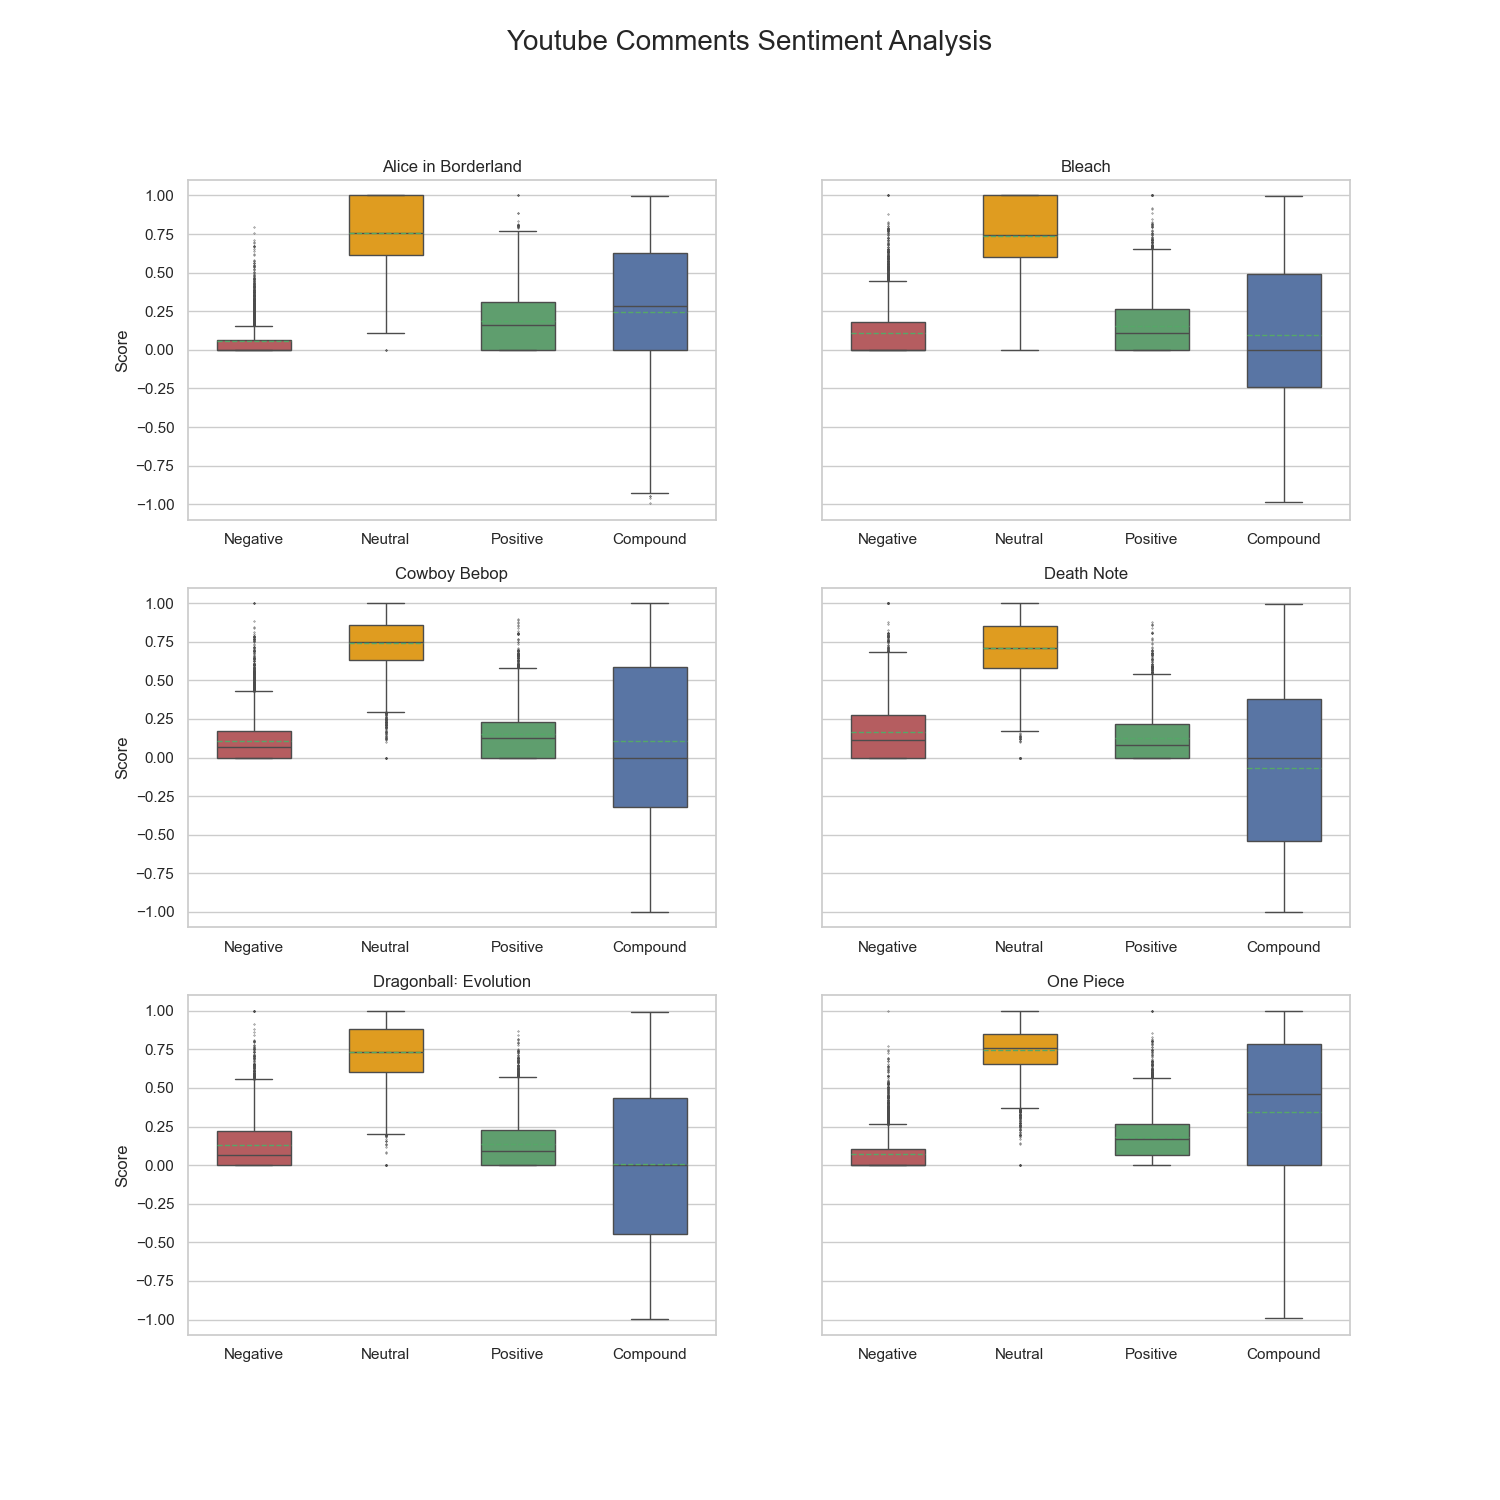 Youtube Comments Sentiment Analysis
Alice in Borderland
1.00
0.75
0.50
0.25
0.00
−0.25
−0.50
−0.75
−1.00
Score
Negative Neutral Positive Compound
Bleach
Negative Neutral Positive Compound
Cowboy Bebop
1.00
0.75
0.50
0.25
0.00
−0.25
−0.50
−0.75
−1.00
Score
Negative Neutral Positive Compound
Death Note
Negative Neutral Positive Compound
Dragonball: Evolution
1.00
0.75
0.50
0.25
0.00
−0.25
−0.50
−0.75
−1.00
Score
Negative Neutral Positive Compound
One Piece
Negative Neutral Positive Compound